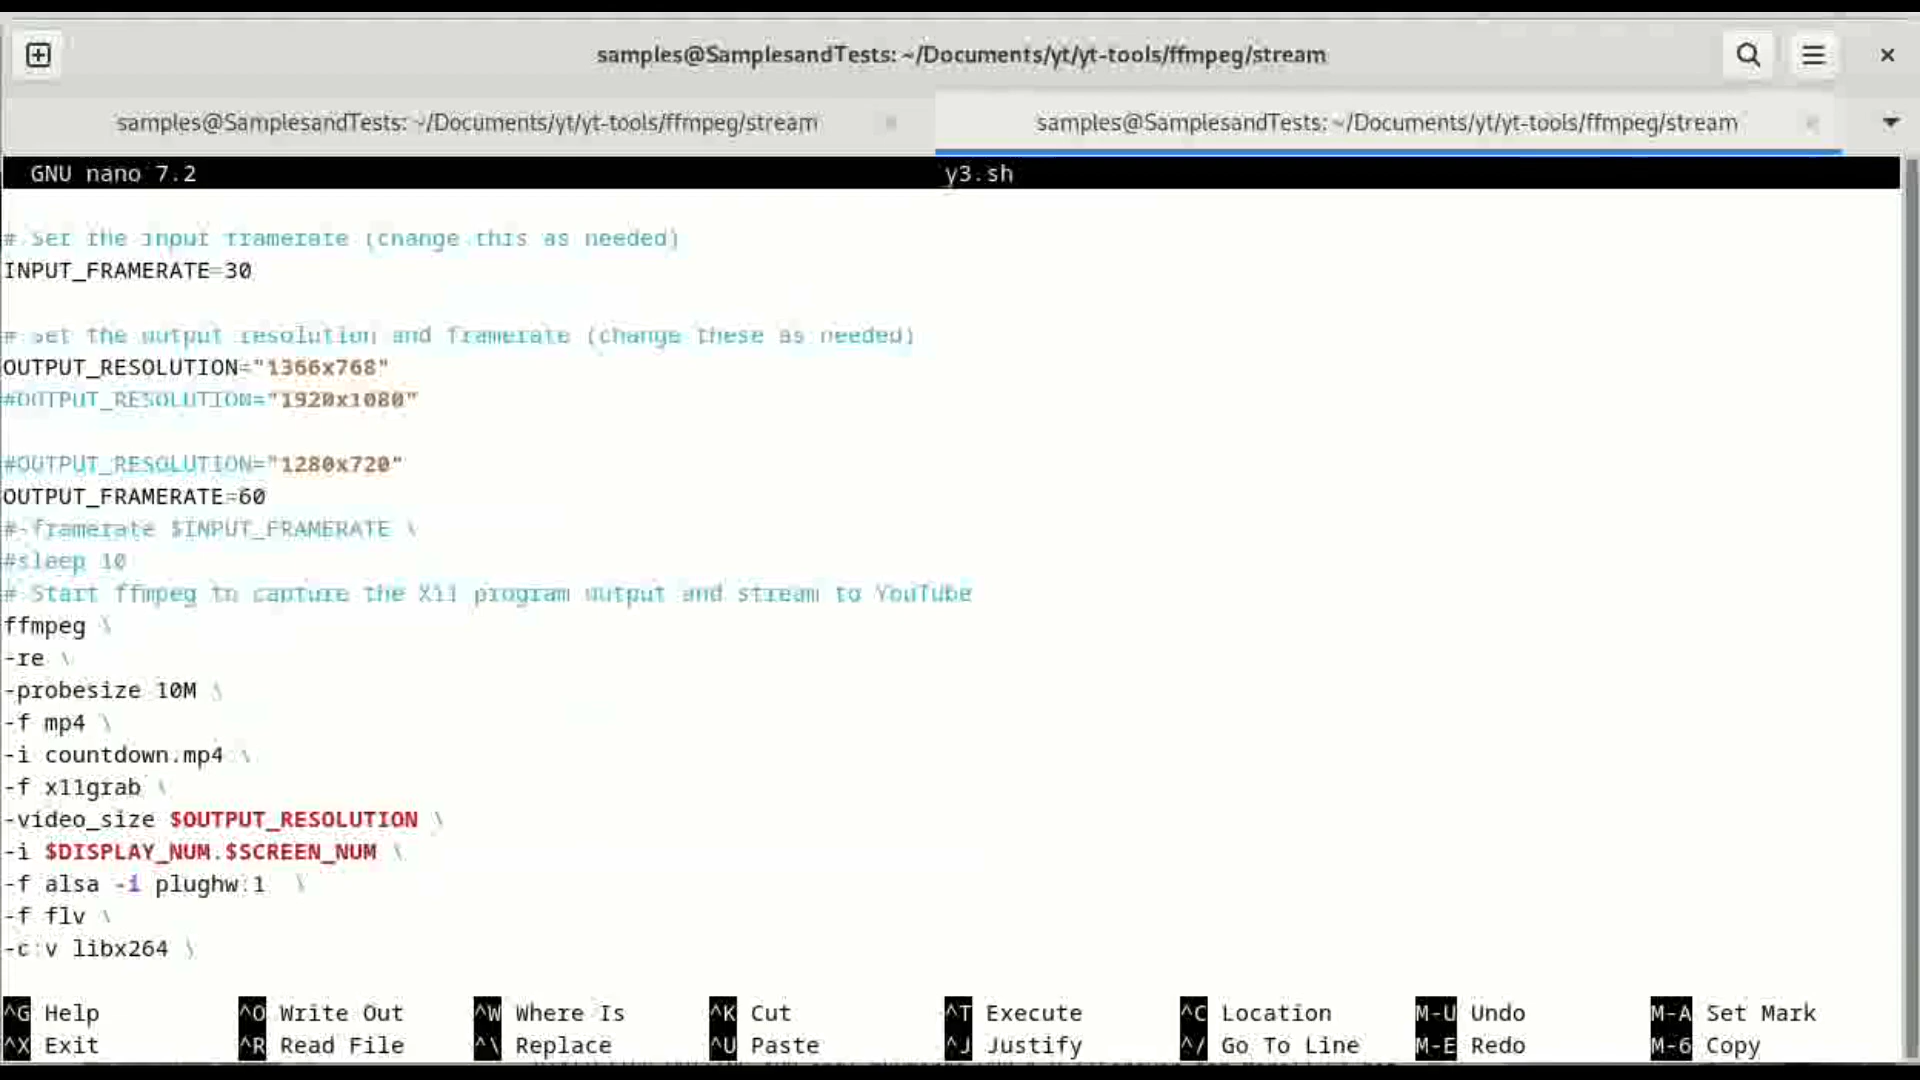 samples@SamplesandTests: ~/Documents/yt/yt-tools/ffmpeg/stream
samples@SamplesandTests: ~/Documents/yt/yt-tools/ffmpeg/stream
samples@SamplesandTests: ~/Documents/yt/yt-tools/ffmpeg/stream
GNU nano 7.2 y3.sh
# Set the input framerate (change this as needed)
INPUT_FRAMERATE=30
# Set the output resolution and framerate (change these as needed)
OUTPUT_RESOLUTION="1366x768"
#OUTPUT_RESOLUTION="1920x1080"
#OUTPUT_RESOLUTION="1280x720"
OUTPUT_FRAMERATE=60
#-framerate $INPUT_FRAMERATE \
#sleep 10
# Start ffmpeg to capture the X11 program output and stream to YouTube
ffmpeg \
-re \
-probesize 10M \
-f mp4 \
-i countdown.mp4 \
-f x11grab \
-video_size $OUTPUT_RESOLUTION \
-i $DISPLAY_NUM.$SCREEN_NUM \
-f alsa -i plughw:1 \
-f flv \
-c:v libx264 \
^G Help ^O Write Out ^W Where Is ^K Cut ^T Execute ^C Location M-U Undo M-A Set Mark
^X Exit ^R Read File ^\ Replace ^U Paste ^J Justify ^/ Go To Line M-E Redo M-6 Copy